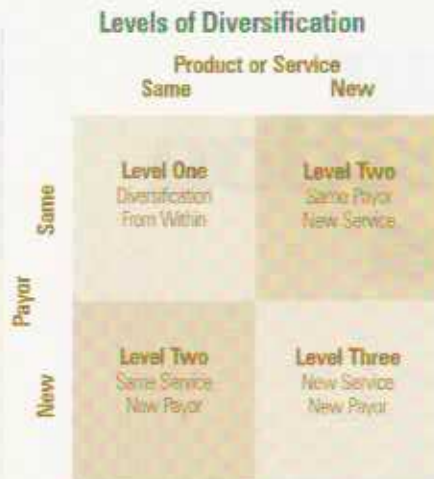 Levels of Diversification
Product or Service
Same New
Payor
Same
Level One
Diversification
From Within
Level Two
Same Payor
New Service
New
Level Two
Same Service
New Payor
Level Three
New Service
New Payor